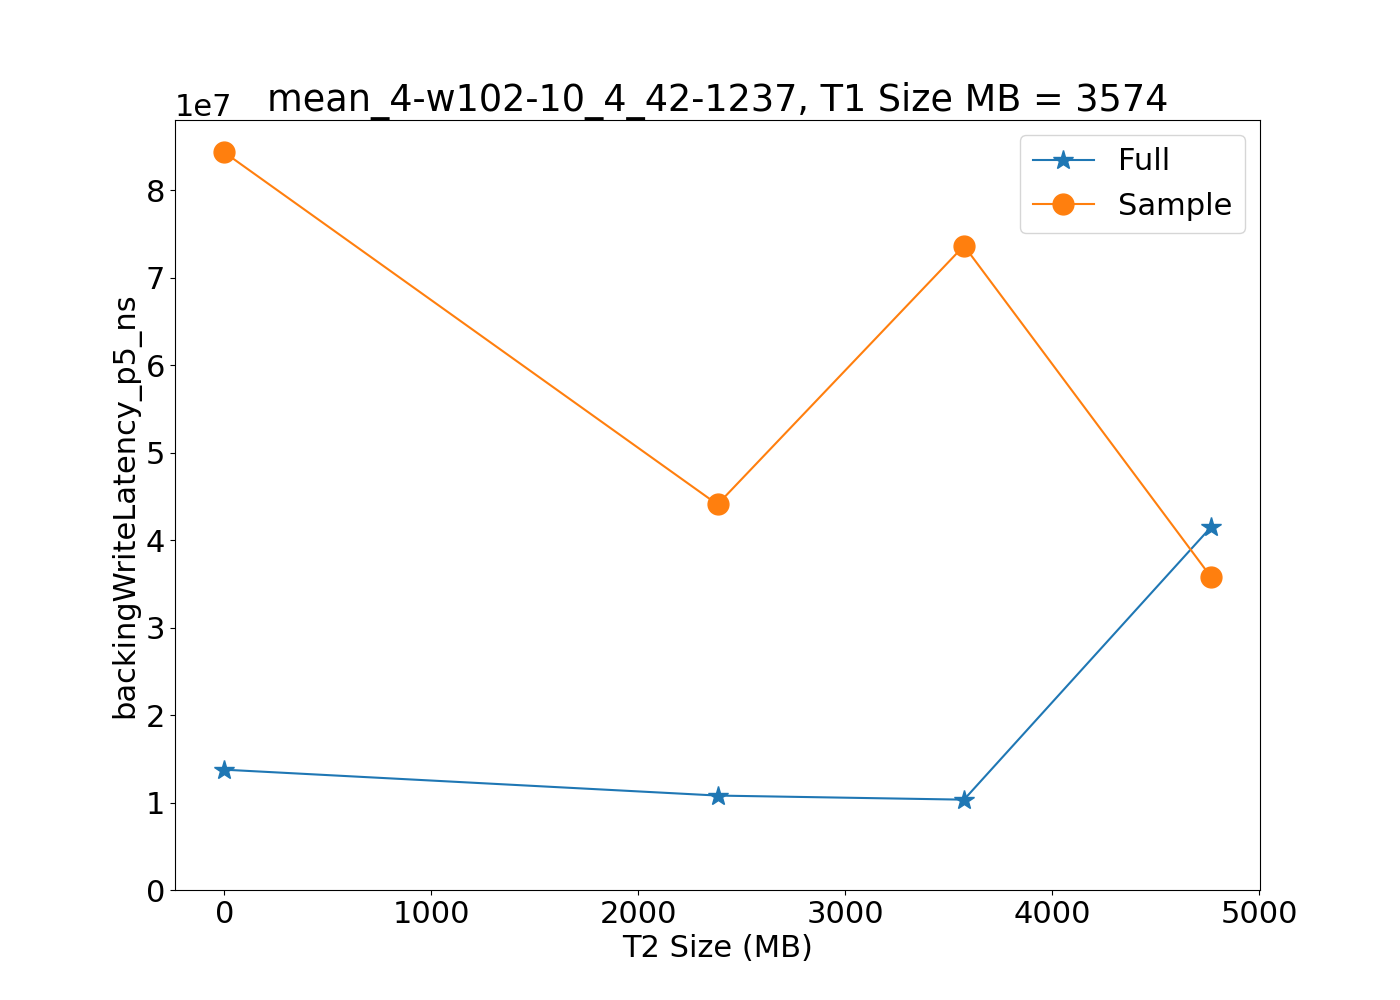 1e7
mean_4-w102-10_4_42-1237, T1 Size MB = 3574
Full
Sample
8
7
6
5
4
3
2
1
0
backingWriteLatency_p5_ns
0 1000 2000 3000 4000 5000
T2 Size (MB)